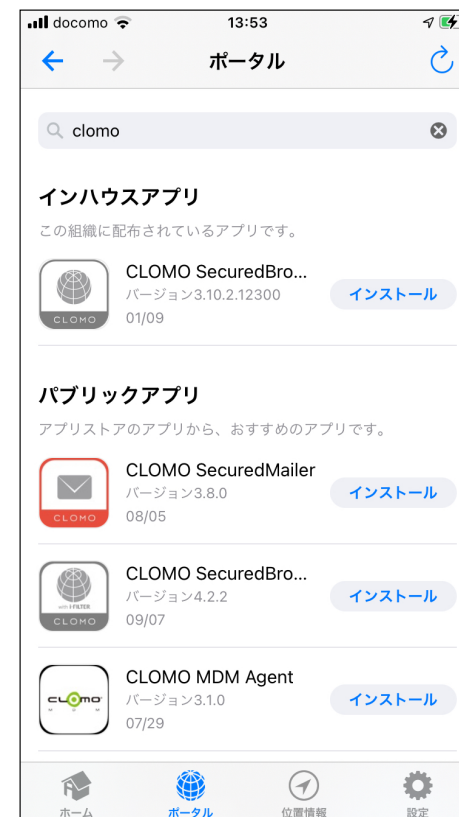 docomo 13:53
ポータル
clomo
インハウスアプリ
この組織に配布されているアプリです。
CLOMO SecuredBro...
バージョン3.10.2.12300
インストール
01/09
CLOMO
パブリックアプリ
アプリストアのアプリから、おすすめのアプリです。
CLOMO SecuredMailer
バージョン3.8.0
インストール
08/05
CLOMO
CLOMO SecuredBro...
バージョン4.2.2
インストール
09/07
with i-FILTER
CLOMO
CLOMO MDM Agent
バージョン3.1.0
インストール
07/29
CLOMO
M D M
ホーム ポータル 位置情報 設定